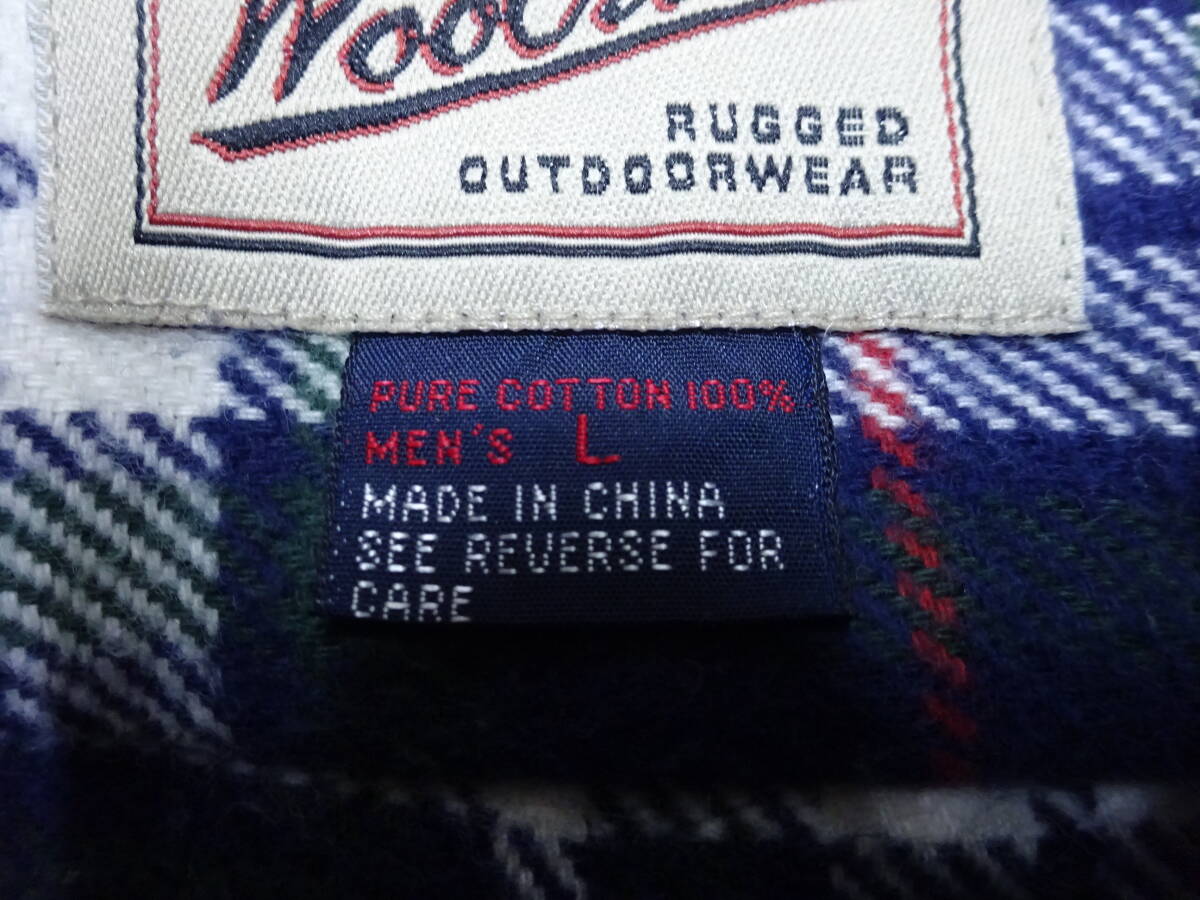 RUGGED
OUTDOORWEAR
PURE COTTON 100%
MEN'S L
MADE IN CHINA
SEE REVERSE FOR
CARE